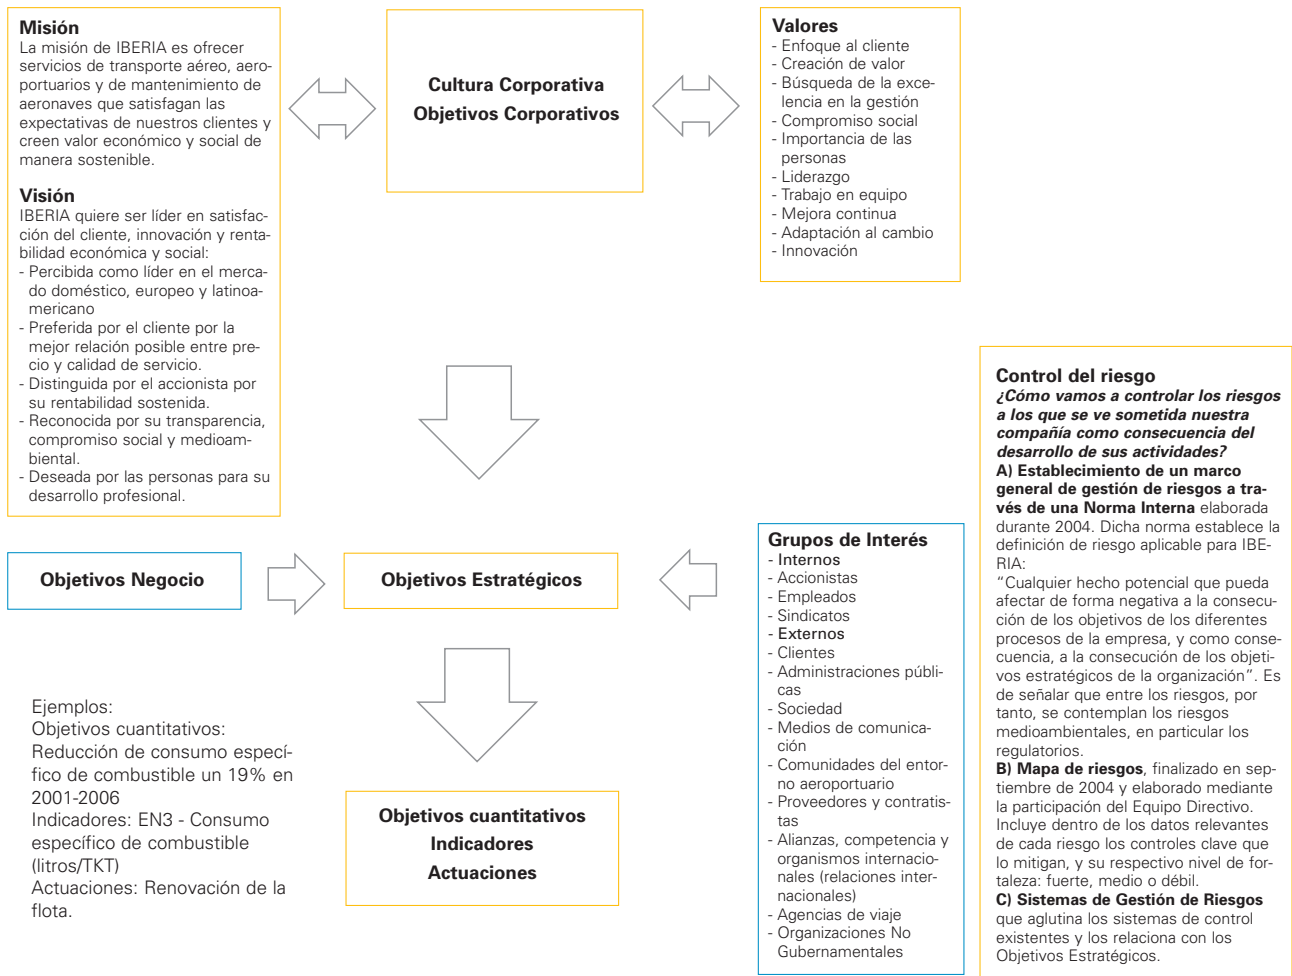 Misión
La misión de IBERIA es ofrecer
servicios de transporte aéreo, aero-
portuarios y de mantenimiento de
aeronaves que satisfagan las
expectativas de nuestros clientes y
creen valor económico y social de
manera sostenible.
Visión
IBERIA quiere ser líder en satisfac-
ción del cliente, innovación y renta-
bilidad económica y social:
- Percibida como líder en el merca-
do doméstico, europeo y latinoa-
mericano
- Preferida por el cliente por la
mejor relación posible entre pre-
cio y calidad de servicio.
- Distinguida por el accionista por
su rentabilidad sostenida.
- Reconocida por su transparencia,
compromiso social y medioam-
biental.
- Deseada por las personas para su
desarrollo profesional.
Cultura Corporativa
Objetivos Corporativos
Valores
- Enfoque al cliente
- Creación de valor
- Búsqueda de la exce-
lencia en la gestión
- Compromiso social
- Importancia de las
personas
- Liderazgo
- Trabajo en equipo
- Mejora continua
- Adaptación al cambio
- Innovación
Objetivos Negocio
Objetivos Estratégicos
Grupos de Interés
- Internos
- Accionistas
- Empleados
- Sindicatos
- Externos
- Clientes
- Administraciones públi-
cas
- Sociedad
- Medios de comunica-
ción
- Comunidades del entor-
no aeroportuario
- Proveedores y contratis-
tas
- Alianzas, competencia y
organismos internacio-
nales (relaciones inter-
nacionales)
- Agencias de viaje
- Organizaciones No
Gubernamentales
Ejemplos:
Objetivos cuantitativos:
Reducción de consumo especí-
fico de combustible un 19% en
2001-2006
Indicadores: EN3 - Consumo
específico de combustible
(litros/TKT)
Actuaciones: Renovación de la
flota.
Objetivos cuantitativos
Indicadores
Actuaciones
Control del riesgo
¿Cómo vamos a controlar los riesgos
a los que se ve sometida nuestra
compañía como consecuencia del
desarrollo de sus actividades?
A) Establecimiento de un marco
general de gestión de riesgos a tra-
vés de una Norma Interna elaborada
durante 2004. Dicha norma establece la
definición de riesgo aplicable para IBE-
RIA:
“Cualquier hecho potencial que pueda
afectar de forma negativa a la consecu-
ción de los objetivos de los diferentes
procesos de la empresa, y como conse-
cuencia, a la consecución de los objeti-
vos estratégicos de la organización”. Es
de señalar que entre los riesgos, por
tanto, se contemplan los riesgos
medioambientales, en particular los
regulatorios.
B) Mapa de riesgos, finalizado en sep-
tiembre de 2004 y elaborado mediante
la participación del Equipo Directivo.
Incluye dentro de los datos relevantes
de cada riesgo los controles clave que
lo mitigan, y su respectivo nivel de for-
taleza: fuerte, medio o débil.
C) Sistemas de Gestión de Riesgos
que aglutina los sistemas de control
existentes y los relaciona con los
Objetivos Estratégicos.